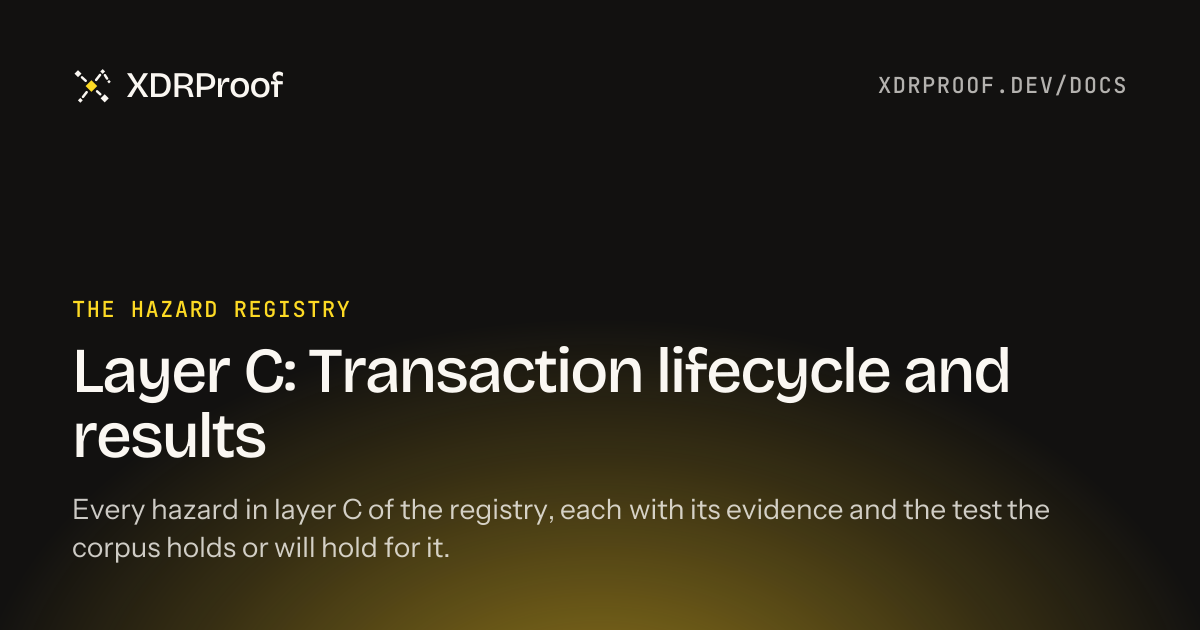 XDRProof
XDRPROOF.DEV/DOCS
THE HAZARD REGISTRY
Layer C: Transaction lifecycle and
results
Every hazard in layer C of the registry, each with its evidence and the test the
corpus holds or will hold for it.